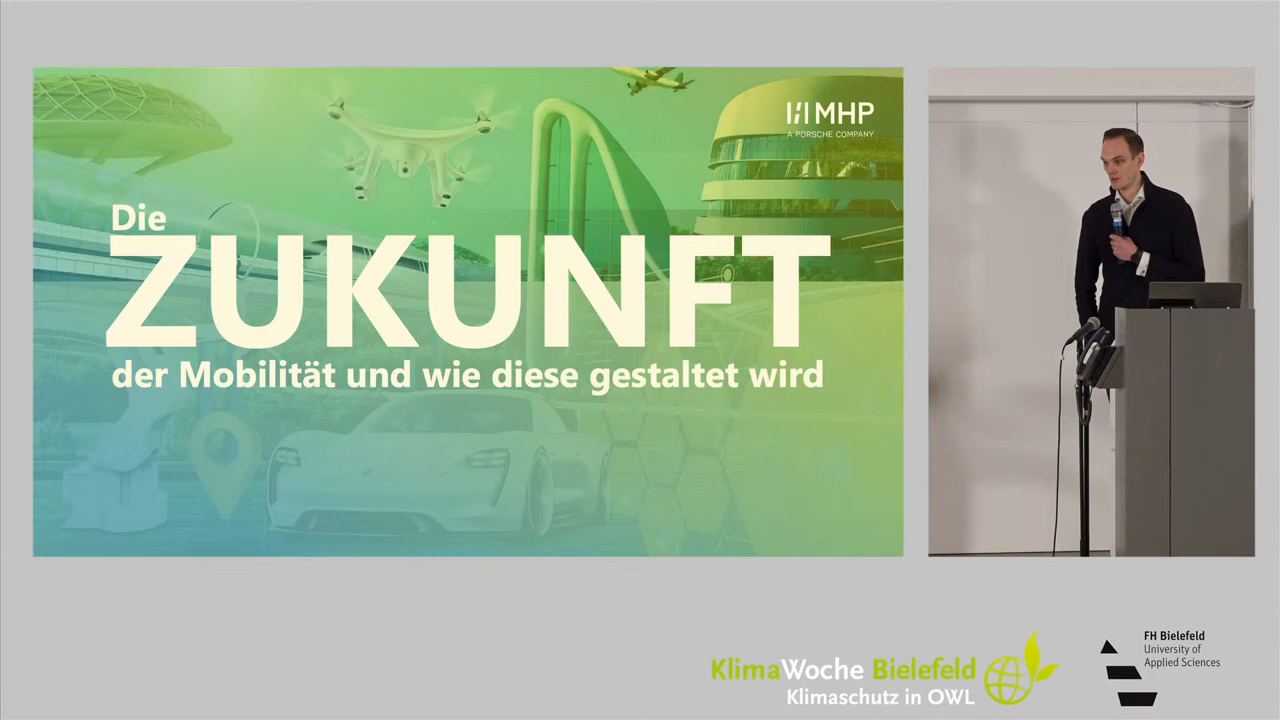 MHP
A PORSCHE COMPANY
Die
ZUKUNFT
der Mobilität und wie diese gestaltet wird
KlimaWoche Bielefeld
Klimaschutz in OWL
FH Bielefeld
University of
Applied Sciences